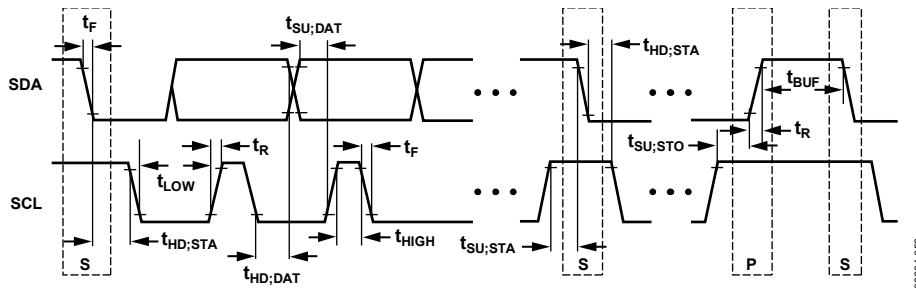 tF
tSU;DAT
tHD;STA
SDA
tBUF
tR
tF
tR
tLOW
tSU;STO
SCL
tHD;STA
tHIGH
tSU;STA
tHD;DAT
S
S
P
S